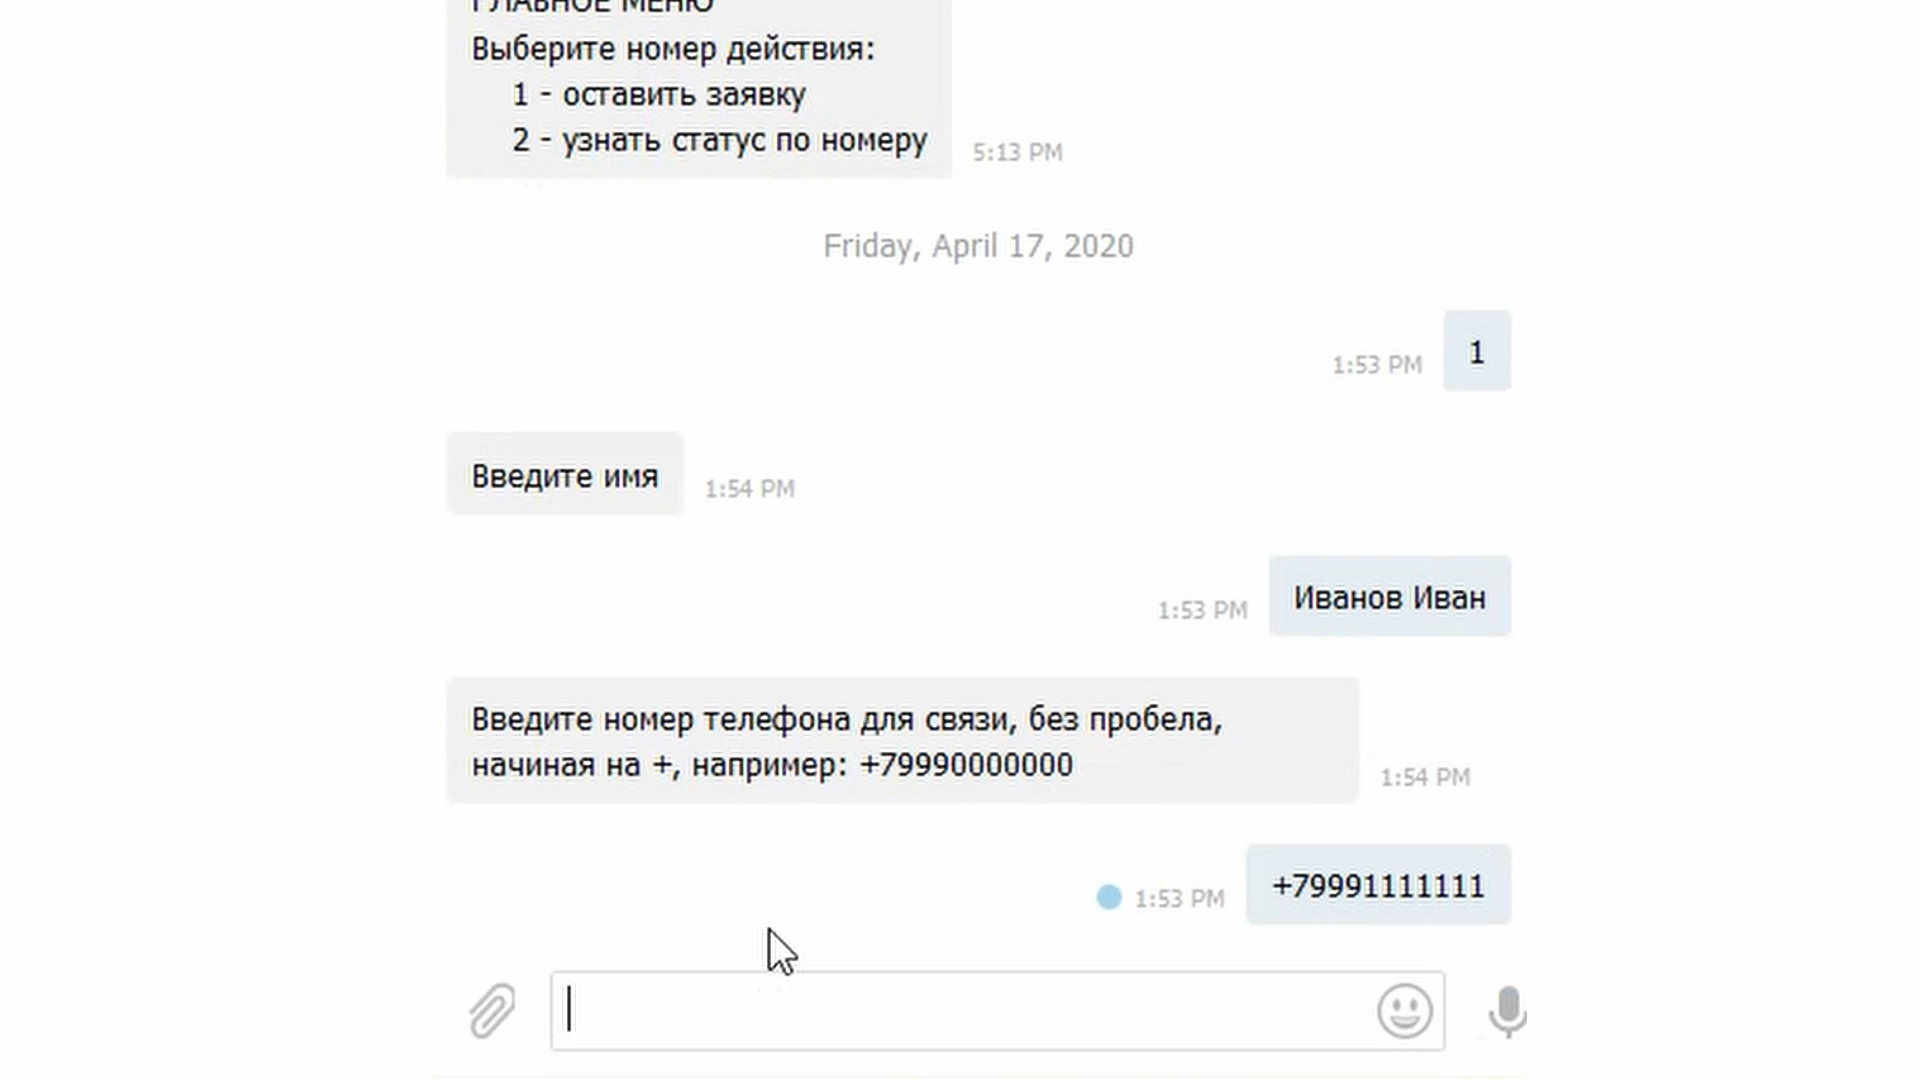 ГЛАВНОЕ МЕНЮ
Выберите номер действия:
1 - оставить заявку
2 - узнать статус по номеру
5:13 PM
Friday, April 17, 2020
1:53 PM
1
Введите имя
1:54 PM
1:53 PM
Иванов Иван
Введите номер телефона для связи, без пробела,
начиная на +, например: +79990000000
1:54 PM
1:53 PM
+79991111111